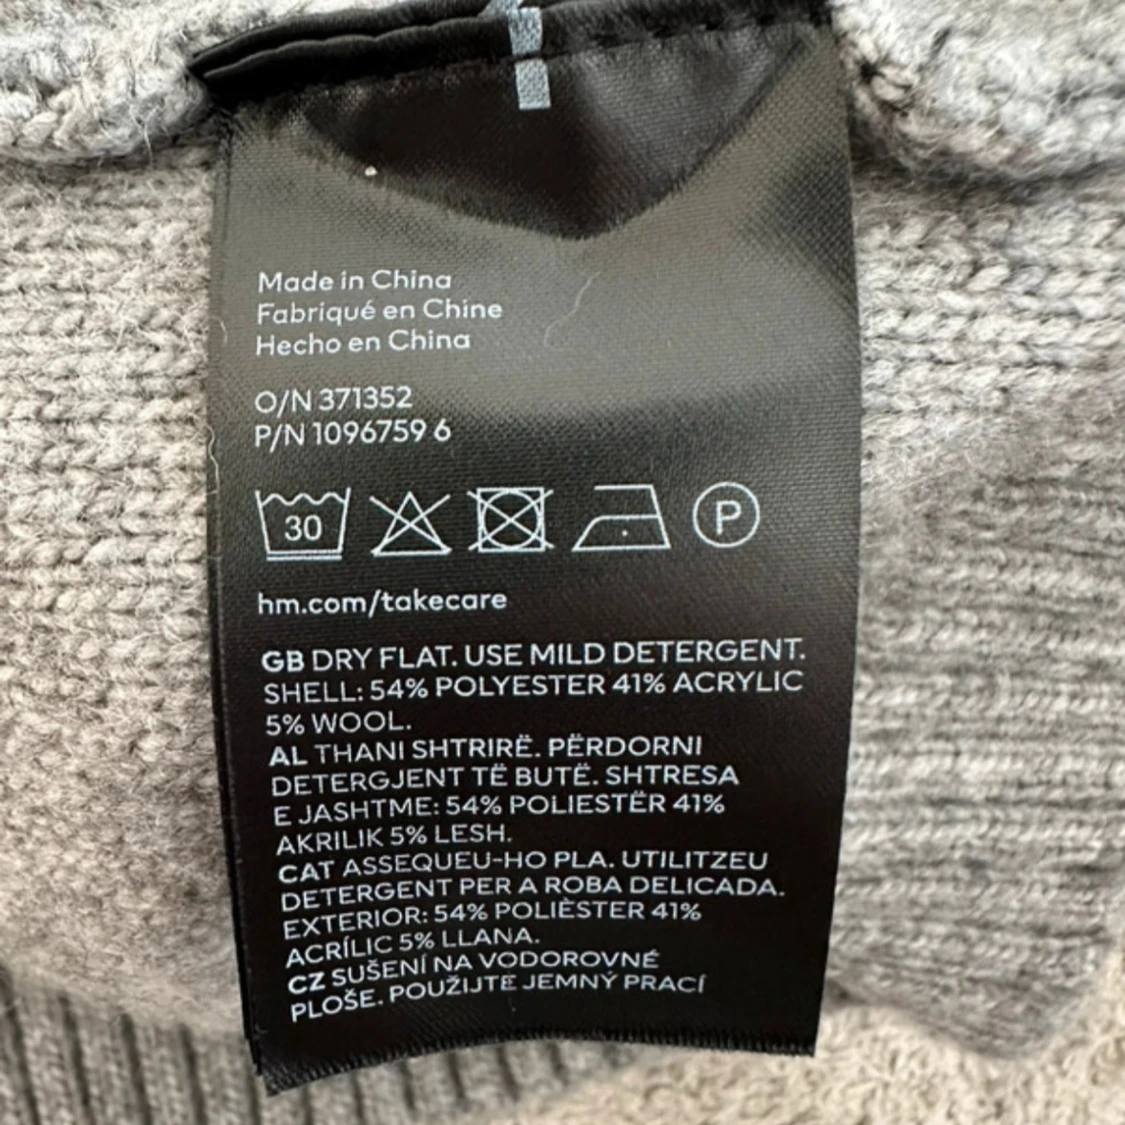 Made in China
Fabriqué en Chine
Hecho en China
O/N 371352
P/N 1096759 6
30 P
hm.com/takecare
GB DRY FLAT. USE MILD DETERGENT.
SHELL: 54% POLYESTER 41% ACRYLIC
5% WOOL.
AL THANI SHTRIRË. PËRDORNI
DETERGJENT TË BUTË. SHTRESA
E JASHTME: 54% POLIESTËR 41%
AKRILIK 5% LESH.
CAT ASSEQUEU-HO PLA. UTILITZEU
DETERGENT PER A ROBA DELICADA.
EXTERIOR: 54% POLIÈSTER 41%
ACRÍLIC 5% LLANA.
CZ SUŠENÍ NA VODOROVNÉ
PLOŠE. POUŽIJTE JEMNÝ PRACÍ